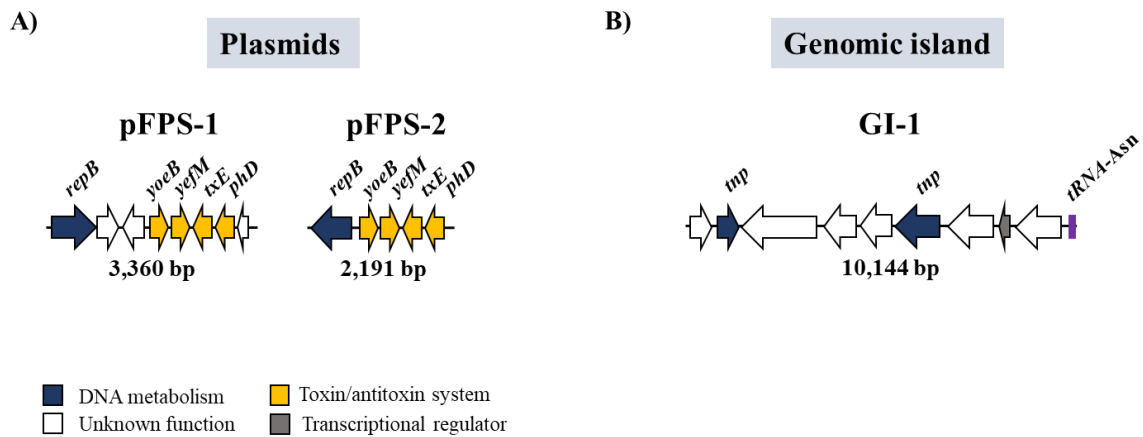 A)
Plasmids
pFPS-1
pFPS-2
repB
yoeB
yefM
txE
phD
repB
yoeB
yefM
txE
phD
3,360 bp
2,191 bp
B)
Genomic island
GI-1
tnp
tnp
tRNA-Asn
10,144 bp
DNA metabolism
Toxin/antitoxin system
Unknown function
Transcriptional regulator